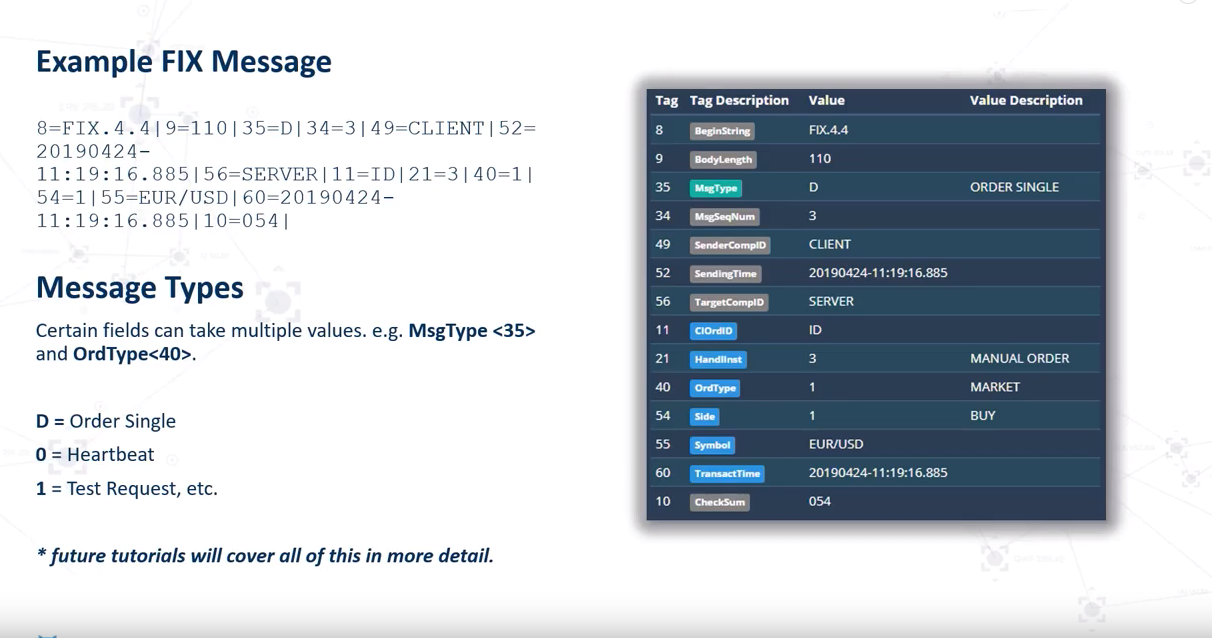 Example FIX Message
8=FIX.4.4|9=110|35=D|34=3|49=CLIENT|52=
20190424-
11:19:16.885|56=SERVER|11=ID|21=3|40=1|
54=1|55=EUR/USD|60=20190424-
11:19:16.885|10=054|
Message Types
Certain fields can take multiple values. e.g. MsgType <35>
and OrdType<40>.
D = Order Single
0 = Heartbeat
1 = Test Request, etc.
* future tutorials will cover all of this in more detail.
Tag Tag Description Value Value Description
8 BeginString FIX.4.4
9 BodyLength 110
35 MsgType D ORDER SINGLE
34 MsgSeqNum 3
49 SenderCompID CLIENT
52 SendingTime 20190424-11:19:16.885
56 TargetCompID SERVER
11 ClOrdID ID
21 HandlInst 3 MANUAL ORDER
40 OrdType 1 MARKET
54 Side 1 BUY
55 Symbol EUR/USD
60 TransactTime 20190424-11:19:16.885
10 CheckSum 054